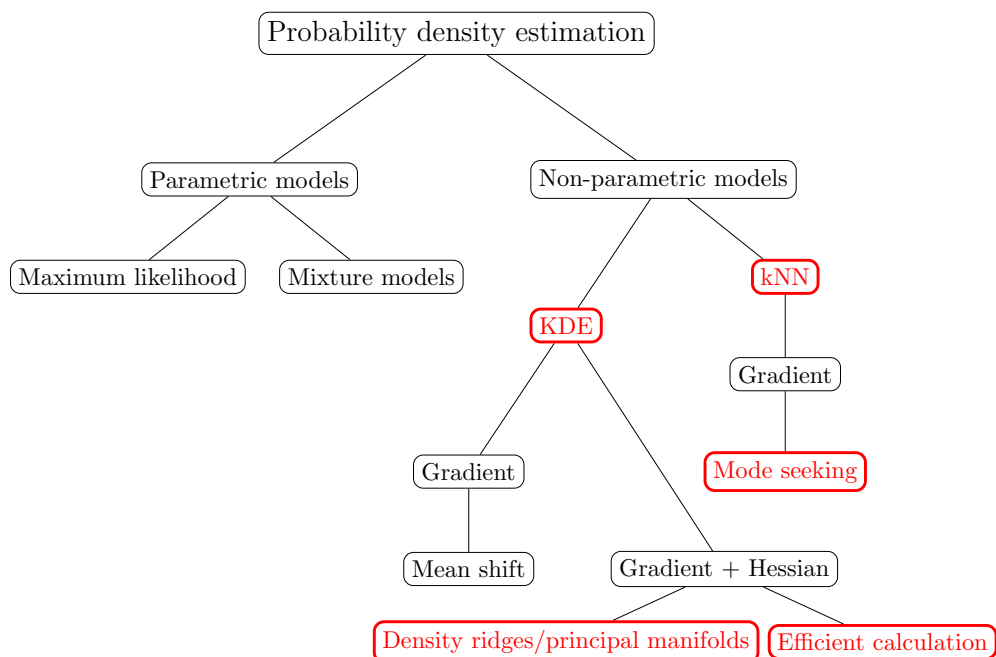 Probability density estimation
Parametric models
Non-parametric models
Maximum likelihood
Mixture models
kNN
KDE
Gradient
Gradient
Mode seeking
Mean shift
Gradient + Hessian
Density ridges/principal manifolds
Efficient calculation